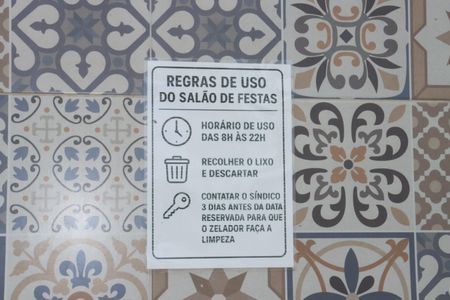 REGRAS DE USO
DO SALÃO DE FESTAS
HORÁRIO DE USO
DAS 8H ÀS 22H
RECOLHER O LIXO
E DESCARTAR
CONTATAR O SÍNDICO
3 DIAS ANTES DA DATA
RESERVADA PARA QUE
O ZELADOR FAÇA A
LIMPEZA